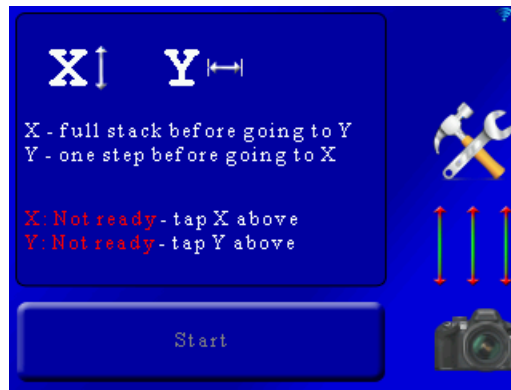 X Y
X - full stack before going to Y
Y - one step before going to X
X: Not ready - tap X above
Y: Not ready - tap Y above
Start